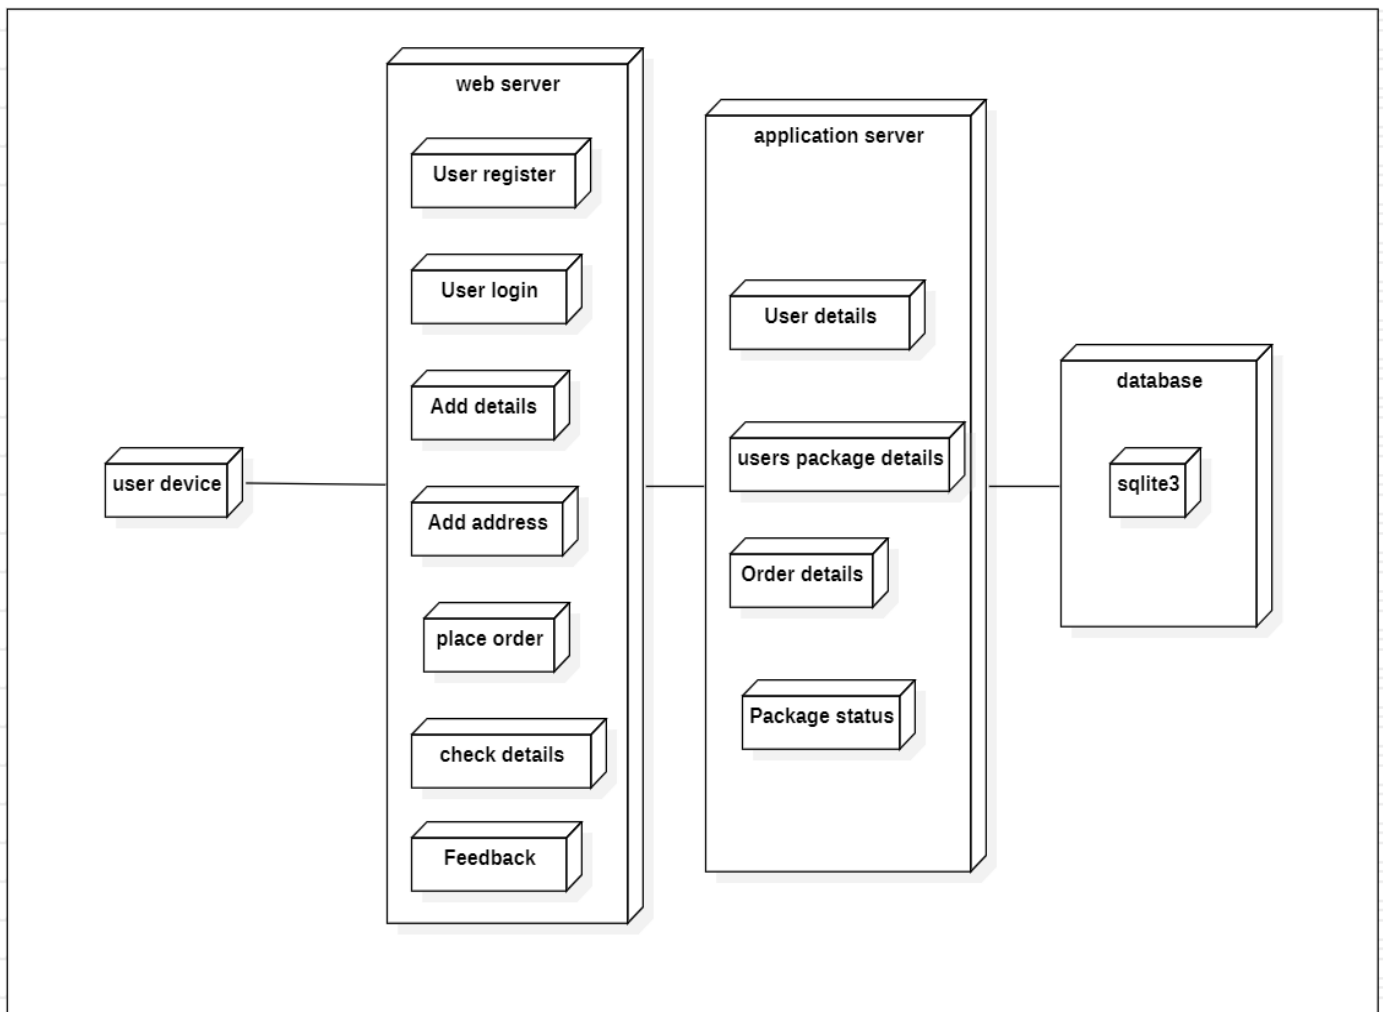 user device
web server
User register
User login
Add details
Add address
place order
check details
Feedback
application server
User details
users package details
Order details
Package status
database
sqlite3